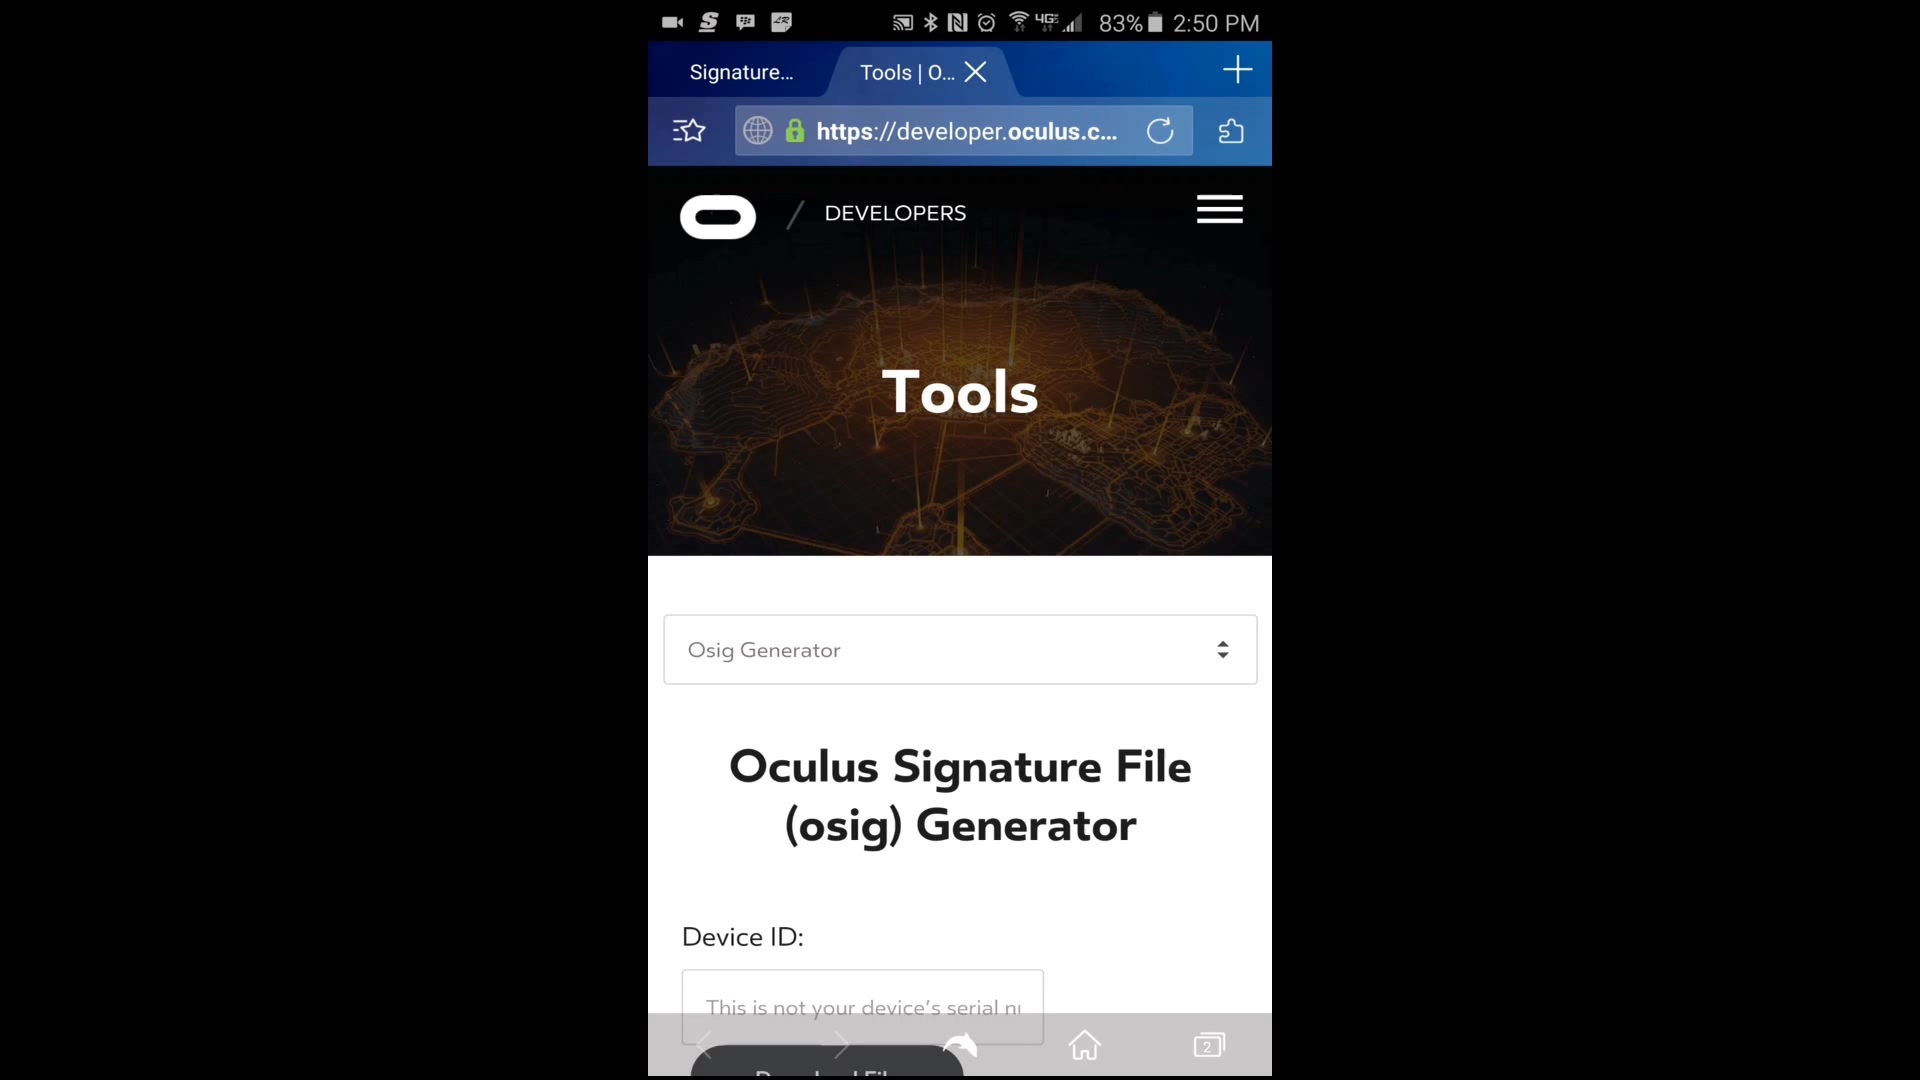 83% 2:50 PM
Signature...
Tools | O...
https://developer.oculus.c...
DEVELOPERS
Tools
Osig Generator
Oculus Signature File
(osig) Generator
Device ID:
This is not your device's serial
2